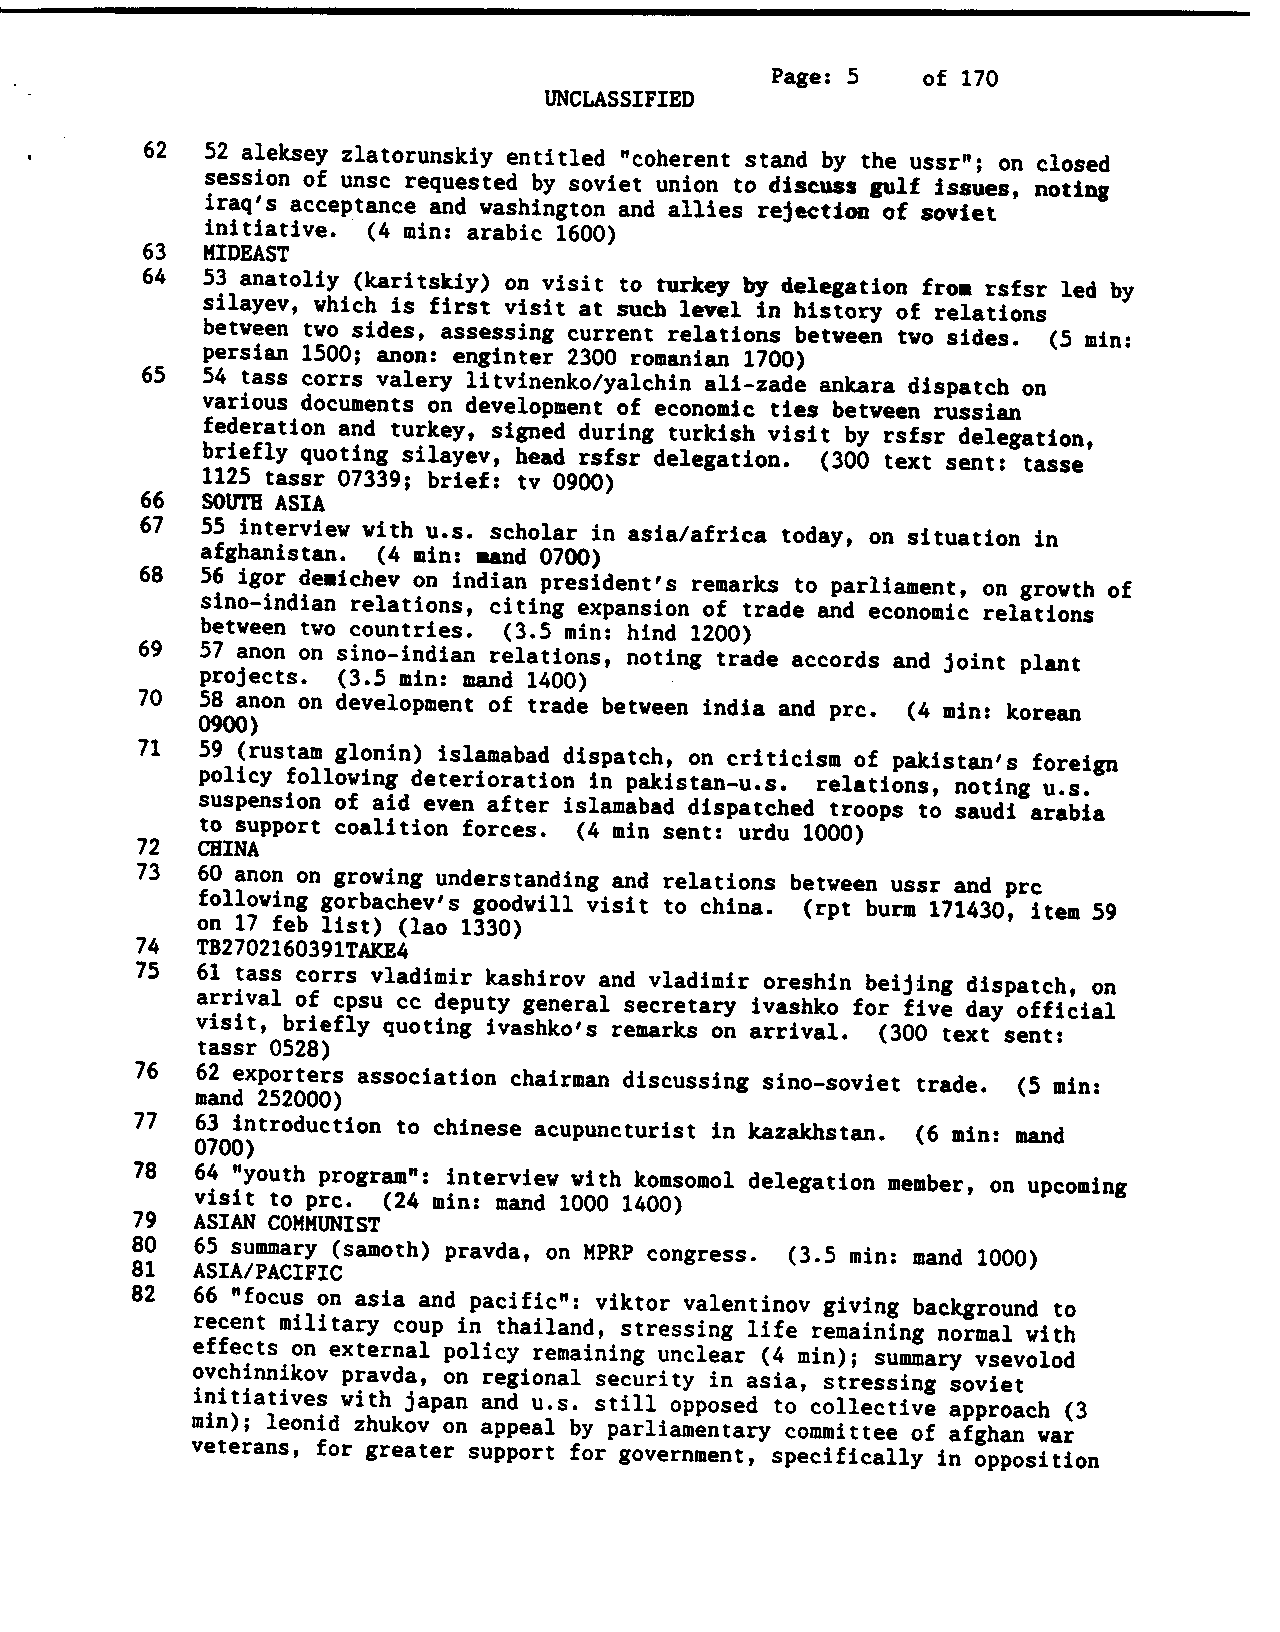 Page: 5 of 170
UNCLASSIFIED
62 52 aleksey zlatorunskiy entitled "coherent stand by the ussr"; on closed
session of unsc requested by soviet union to discuss gulf issues, noting
iraq's acceptance and washington and allies rejection of soviet
initiative. (4 min: arabic 1600)
63 MIDEAST
64 53 anatoliy (karitskiy) on visit to turkey by delegation from rsfsr led by
silayev, which is first visit at such level in history of relations
between two sides, assessing current relations between two sides. (5 min:
persian 1500; anon: enginter 2300 romanian 1700)
65 54 tass corrs valery litvinenko/yalchin ali-zade ankara dispatch on
various documents on development of economic ties between russian
federation and turkey, signed during turkish visit by rsfsr delegation,
briefly quoting silayev, head rsfsr delegation. (300 text sent: tasse
1125 tassr 07339; brief: tv 0900)
66 SOUTH ASIA
67 55 interview with u.s. scholar in asia/africa today, on situation in
afghanistan. (4 min: mand 0700)
68 56 igor demichev on indian president's remarks to parliament, on growth of
sino-indian relations, citing expansion of trade and economic relations
between two countries. (3.5 min: hind 1200)
69 57 anon on sino-indian relations, noting trade accords and joint plant
projects. (3.5 min: mand 1400)
70 58 anon on development of trade between india and prc. (4 min: korean
0900)
71 59 (rustam glonin) islamabad dispatch, on criticism of pakistan's foreign
policy following deterioration in pakistan-u.s. relations, noting u.s.
suspension of aid even after islamabad dispatched troops to saudi arabia
to support coalition forces. (4 min sent: urdu 1000)
72 CHINA
73 60 anon on growing understanding and relations between ussr and prc
following gorbachev's goodwill visit to china. (rpt burm 171430, item 59
on 17 feb list) (lao 1330)
74 TB2702160391TAKE4
75 61 tass corrs vladimir kashirov and vladimir oreshin beijing dispatch, on
arrival of cpsu cc deputy general secretary ivashko for five day official
visit, briefly quoting ivashko's remarks on arrival. (300 text sent:
tassr 0528)
76 62 exporters association chairman discussing sino-soviet trade. (5 min:
mand 252000)
77 63 introduction to chinese acupuncturist in kazakhstan. (6 min: mand
0700)
78 64 "youth program": interview with komsomol delegation member, on upcoming
visit to prc. (24 min: mand 1000 1400)
79 ASIAN COMMUNIST
80 65 summary (samoth) pravda, on MPRP congress. (3.5 min: mand 1000)
81 ASIA/PACIFIC
82 66 "focus on asia and pacific": viktor valentinov giving background to
recent military coup in thailand, stressing life remaining normal with
effects on external policy remaining unclear (4 min); summary vsevolod
ovchinnikov pravda, on regional security in asia, stressing soviet
initiatives with japan and u.s. still opposed to collective approach (3
min); leonid zhukov on appeal by parliamentary committee of afghan war
veterans, for greater support for government, specifically in opposition